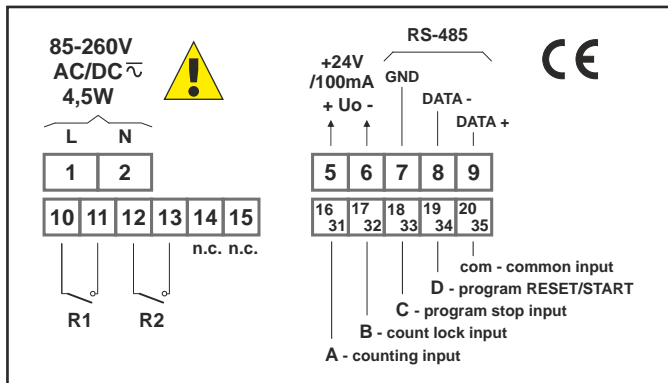 85-260V
AC/DC
4,5W
L N
1 2
10 11 12 13 14 15
n.c. n.c.
R1 R2
RS-485
+24V
/100mA
+ Uo -
GND
DATA -
DATA +
CE
5 6 7 8 9
16 31 17 32 18 33 19 34 20 35
com - common input
D - program RESET/START
C - program stop input
B - count lock input
A - counting input